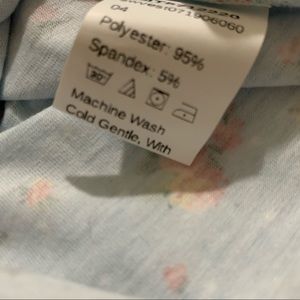 04
Polyester: 95%
Spandex: 5%
Machine Wash
Cold Gentle, With